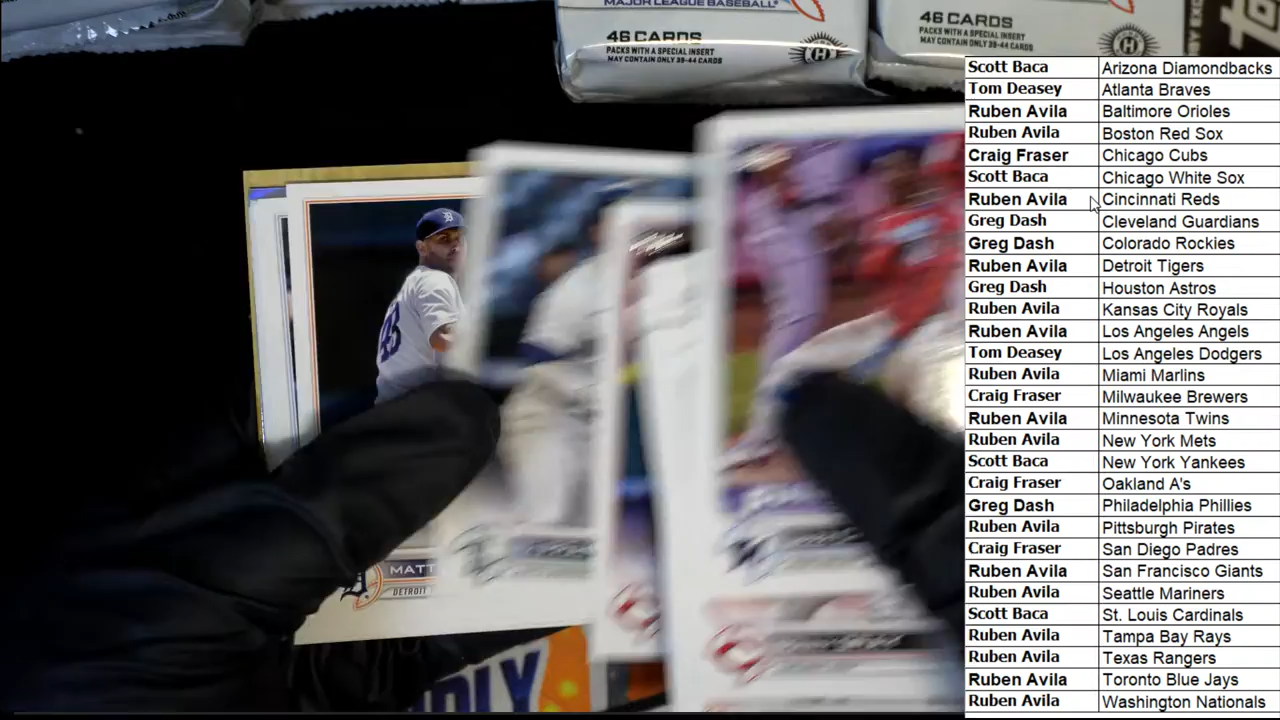 MAJOR LEAGUE BASEBALL
46 CARDS
PACKS WITH A SPECIAL INSERT
MAY CONTAIN ONLY 39-44 CARDS
46 CARDS
PACKS WITH A SPECIAL INSERT
MAY CONTAIN ONLY 39-44 CARDS
Scott Baca Arizona Diamondbacks
Tom Deasey Atlanta Braves
Ruben Avila Baltimore Orioles
Ruben Avila Boston Red Sox
Craig Fraser Chicago Cubs
Scott Baca Chicago White Sox
Ruben Avila Cincinnati Reds
Greg Dash Cleveland Guardians
Greg Dash Colorado Rockies
Ruben Avila Detroit Tigers
Greg Dash Houston Astros
Ruben Avila Kansas City Royals
Ruben Avila Los Angeles Angels
Tom Deasey Los Angeles Dodgers
Ruben Avila Miami Marlins
Craig Fraser Milwaukee Brewers
Ruben Avila Minnesota Twins
Ruben Avila New York Mets
Scott Baca New York Yankees
Craig Fraser Oakland A's
Greg Dash Philadelphia Phillies
Ruben Avila Pittsburgh Pirates
Craig Fraser San Diego Padres
Ruben Avila San Francisco Giants
Ruben Avila Seattle Mariners
Scott Baca St. Louis Cardinals
Ruben Avila Tampa Bay Rays
Ruben Avila Texas Rangers
Ruben Avila Toronto Blue Jays
Ruben Avila Washington Nationals
MATT
DETROIT